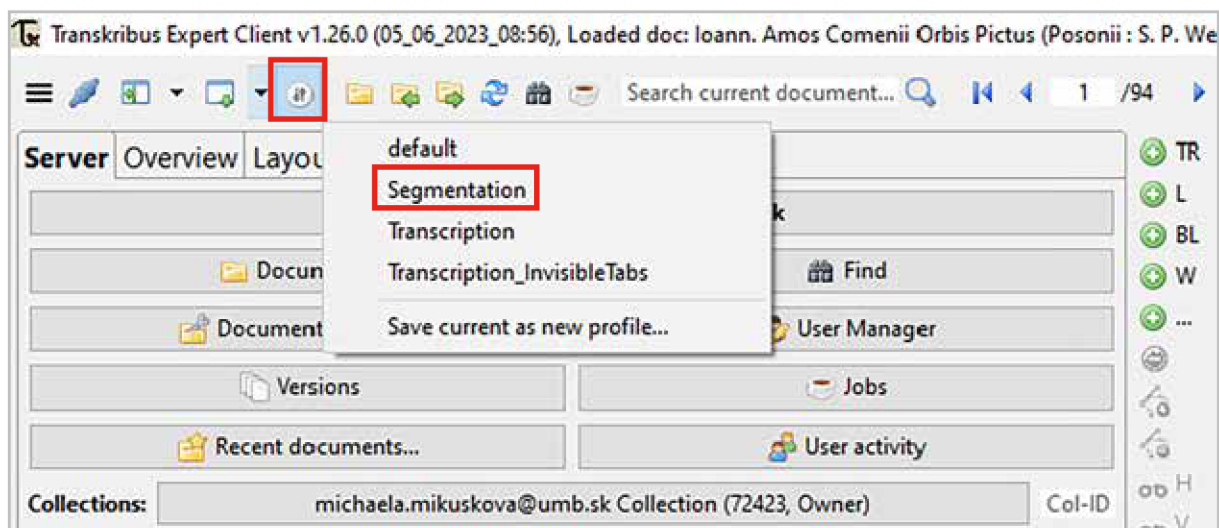 Transkribus Expert Client v1.26.0 (05_06_2023_08:56), Loaded doc: Ioann. Amos Comenii Orbis Pictus (Posonii : S. P. We
Search current document... 1 /94
Server Overview Layou
default
Segmentation
Transcription
Transcription_InvisibleTabs
Save current as new profile...
k
Docun Find
Document User Manager
Versions Jobs
Recent documents... User activity
Collections: michaela.mikuskova@umb.sk Collection (72423, Owner) Col-ID
TR
L
BL
W
...
H
V